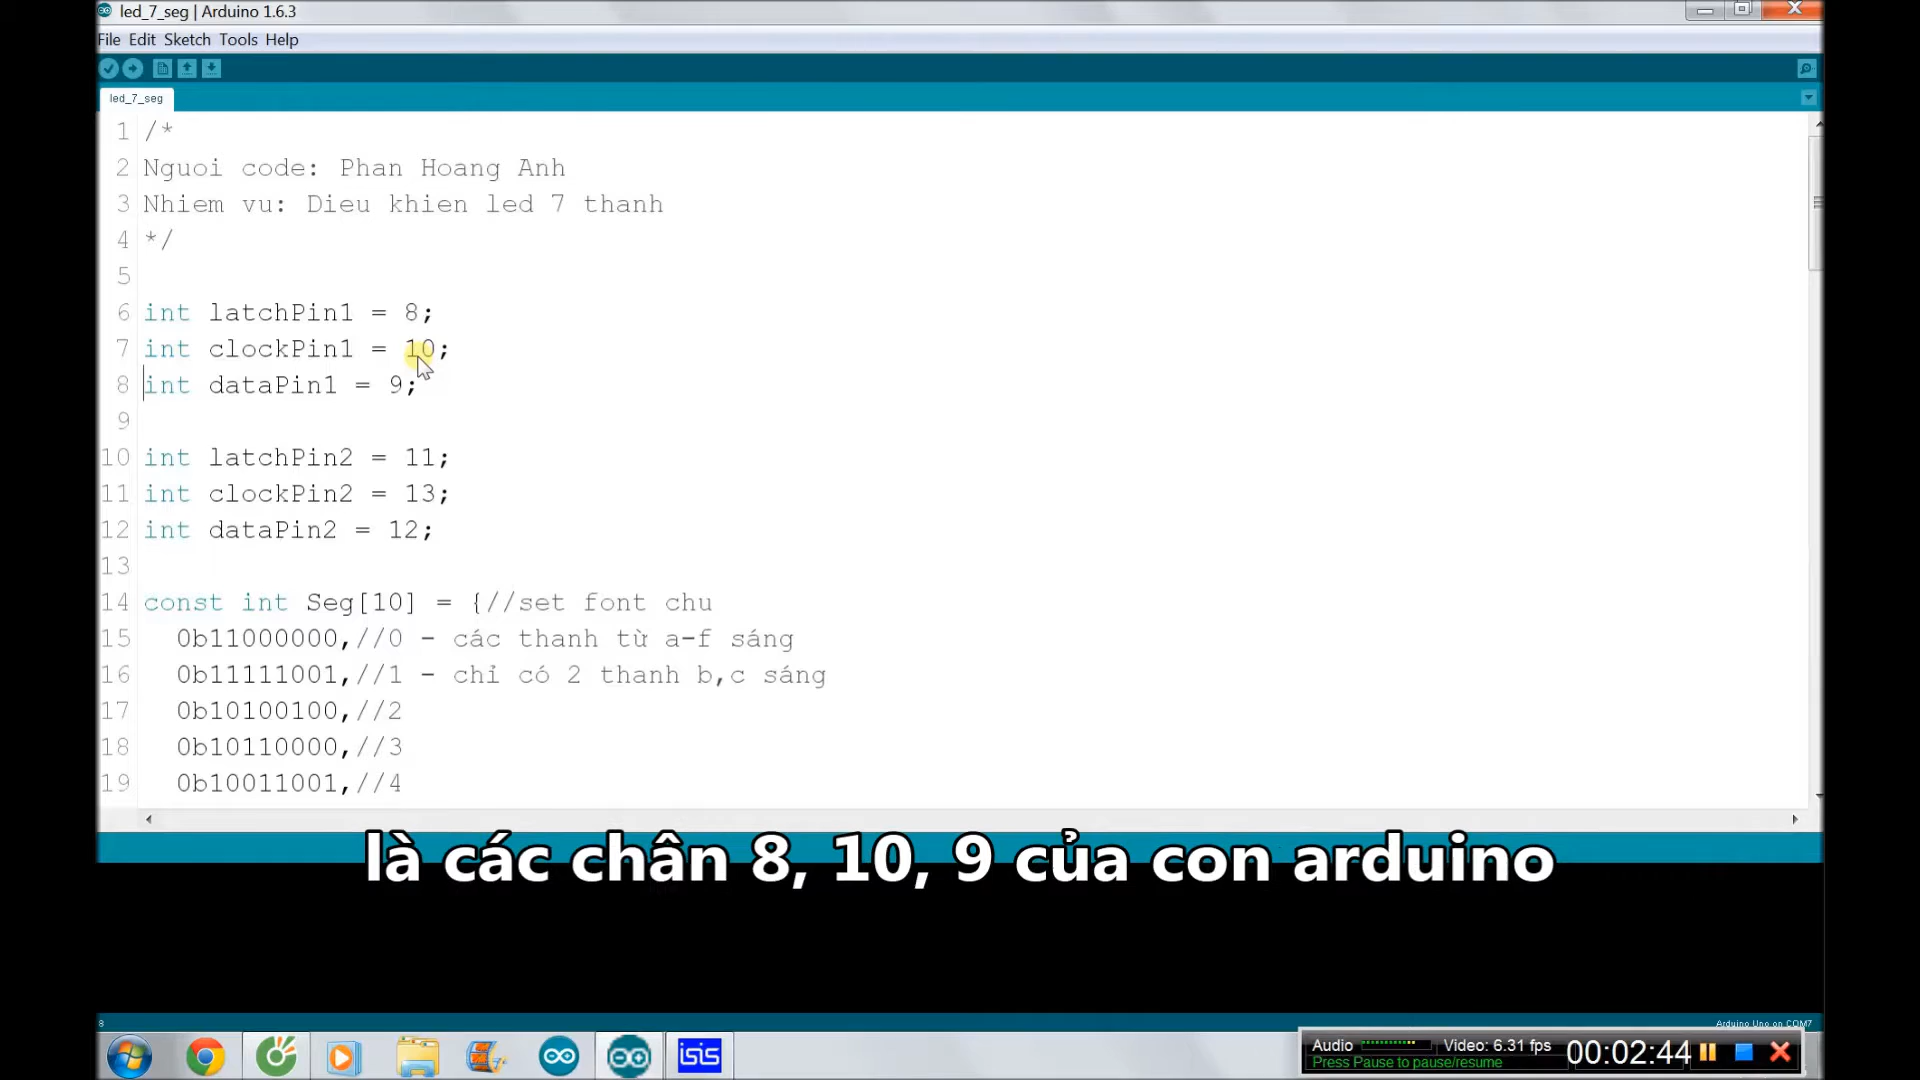 led_7_seg | Arduino 1.6.3
File Edit Sketch Tools Help
led_7_seg
1 /*
2 Nguoi code: Phan Hoang Anh
3 Nhiem vu: Dieu khien led 7 thanh
4 */
5
6 int latchPin1 = 8;
7 int clockPin1 = 10;
8 int dataPin1 = 9;
9
10 int latchPin2 = 11;
11 int clockPin2 = 13;
12 int dataPin2 = 12;
13
14 const int Seg[10] = {//set font chu
15 0b11000000,//0 - các thanh từ a-f sáng
16 0b11111001,//1 - chỉ có 2 thanh b,c sáng
17 0b10100100,//2
18 0b10110000,//3
19 0b10011001,//4
là các chân 8, 10, 9 của con arduino
8
Arduino Uno on COM7
isis
Audio Video: 6.31 fps
Press Pause to pause/resume
00:02:44